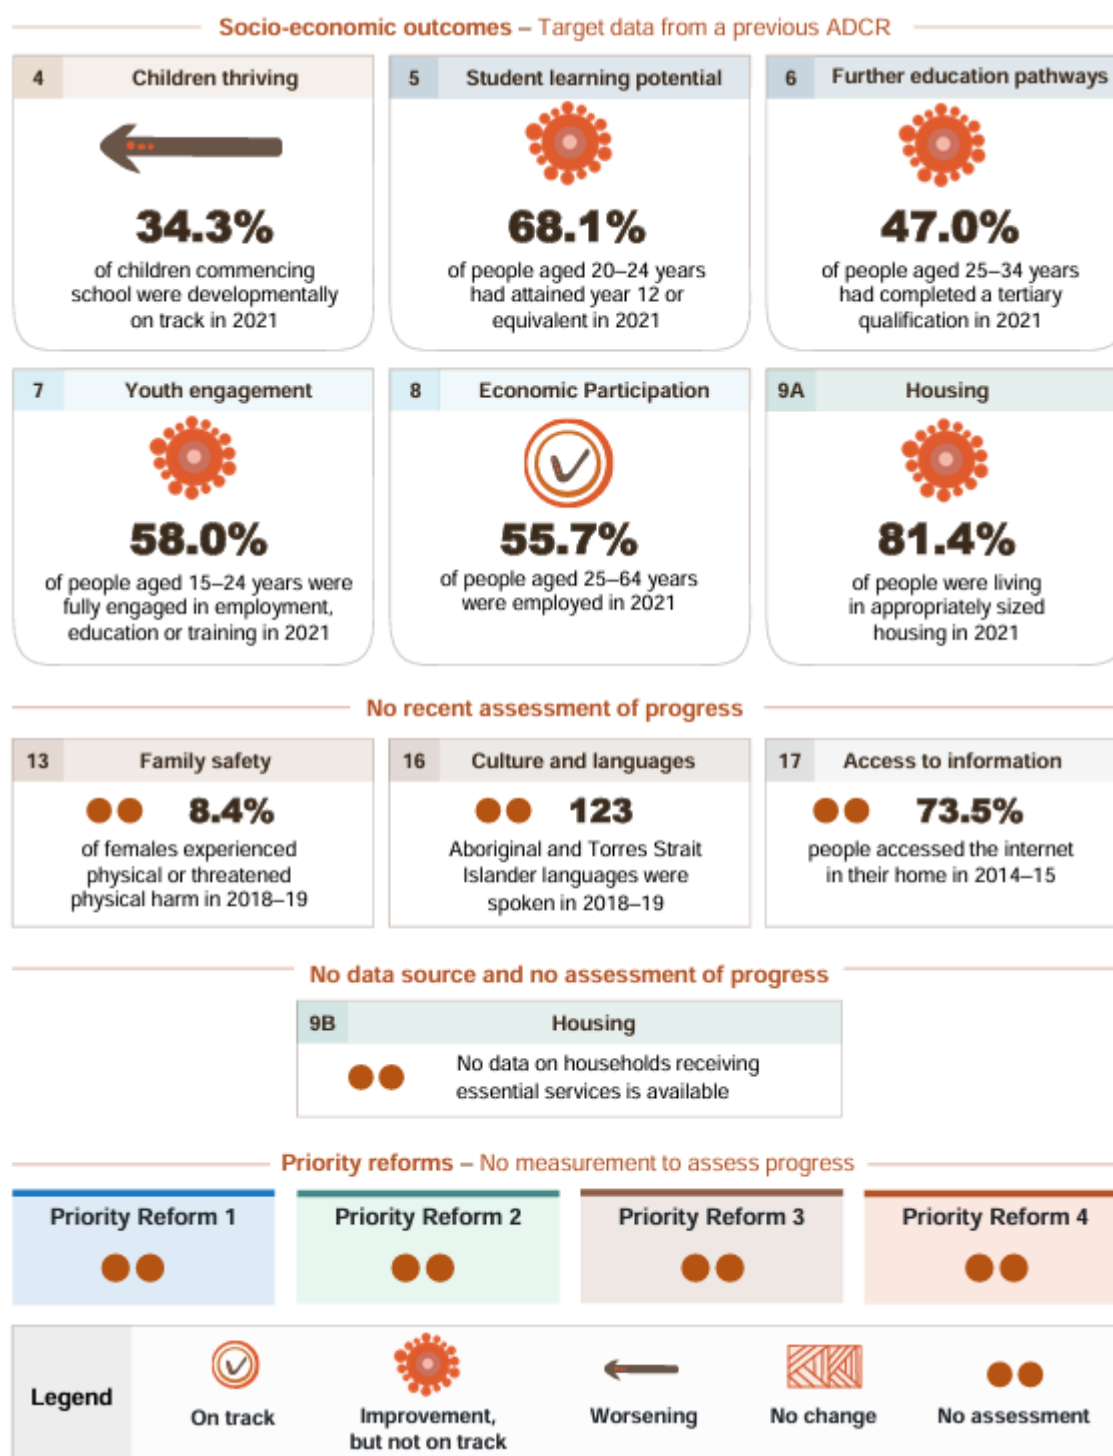 Socio-economic outcomes – Target data from a previous ADCR
4 Children thriving
34.3%
of children commencing
school were developmentally
on track in 2021
5 Student learning potential
68.1%
of people aged 20–24 years
had attained year 12 or
equivalent in 2021
6 Further education pathways
47.0%
of people aged 25–34 years
had completed a tertiary
qualification in 2021
7 Youth engagement
58.0%
of people aged 15–24 years were
fully engaged in employment,
education or training in 2021
8 Economic Participation
55.7%
of people aged 25–64 years
were employed in 2021
9A Housing
81.4%
of people were living
in appropriately sized
housing in 2021
No recent assessment of progress
13 Family safety
8.4%
of females experienced
physical or threatened
physical harm in 2018–19
16 Culture and languages
123
Aboriginal and Torres Strait
Islander languages were
spoken in 2018–19
17 Access to information
73.5%
people accessed the internet
in their home in 2014–15
No data source and no assessment of progress
9B Housing
No data on households receiving
essential services is available
Priority reforms – No measurement to assess progress
Priority Reform 1
Priority Reform 2
Priority Reform 3
Priority Reform 4
Legend
On track
Improvement,
but not on track
Worsening
No change
No assessment